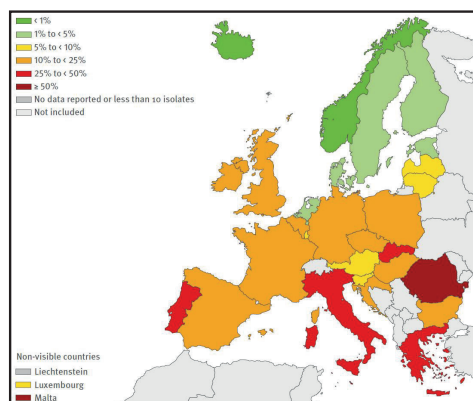 < 1%
1% to < 5%
5% to < 10%
10% to < 25%
25% to < 50%
≥ 50%
No data reported or less than 10 isolates
Not included
Non-visible countries
Liechtenstein
Luxembourg
Malta